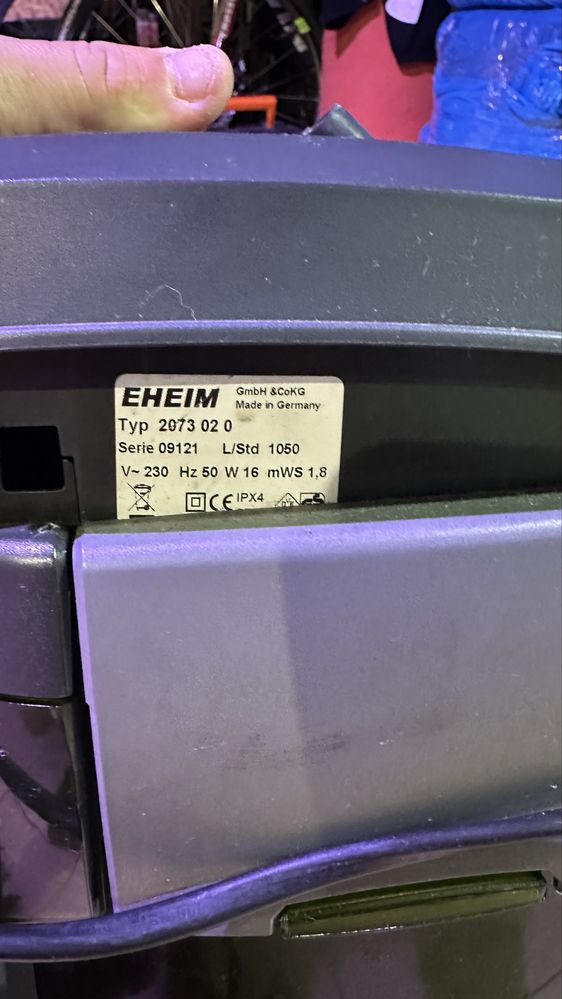 EHEIM GmbH &CoKG
Made in Germany
Typ 2073 02 0
Serie 09121 L/Std 1050
V~ 230 Hz 50 W 16 mWS 1,8
CE IPX4 GS